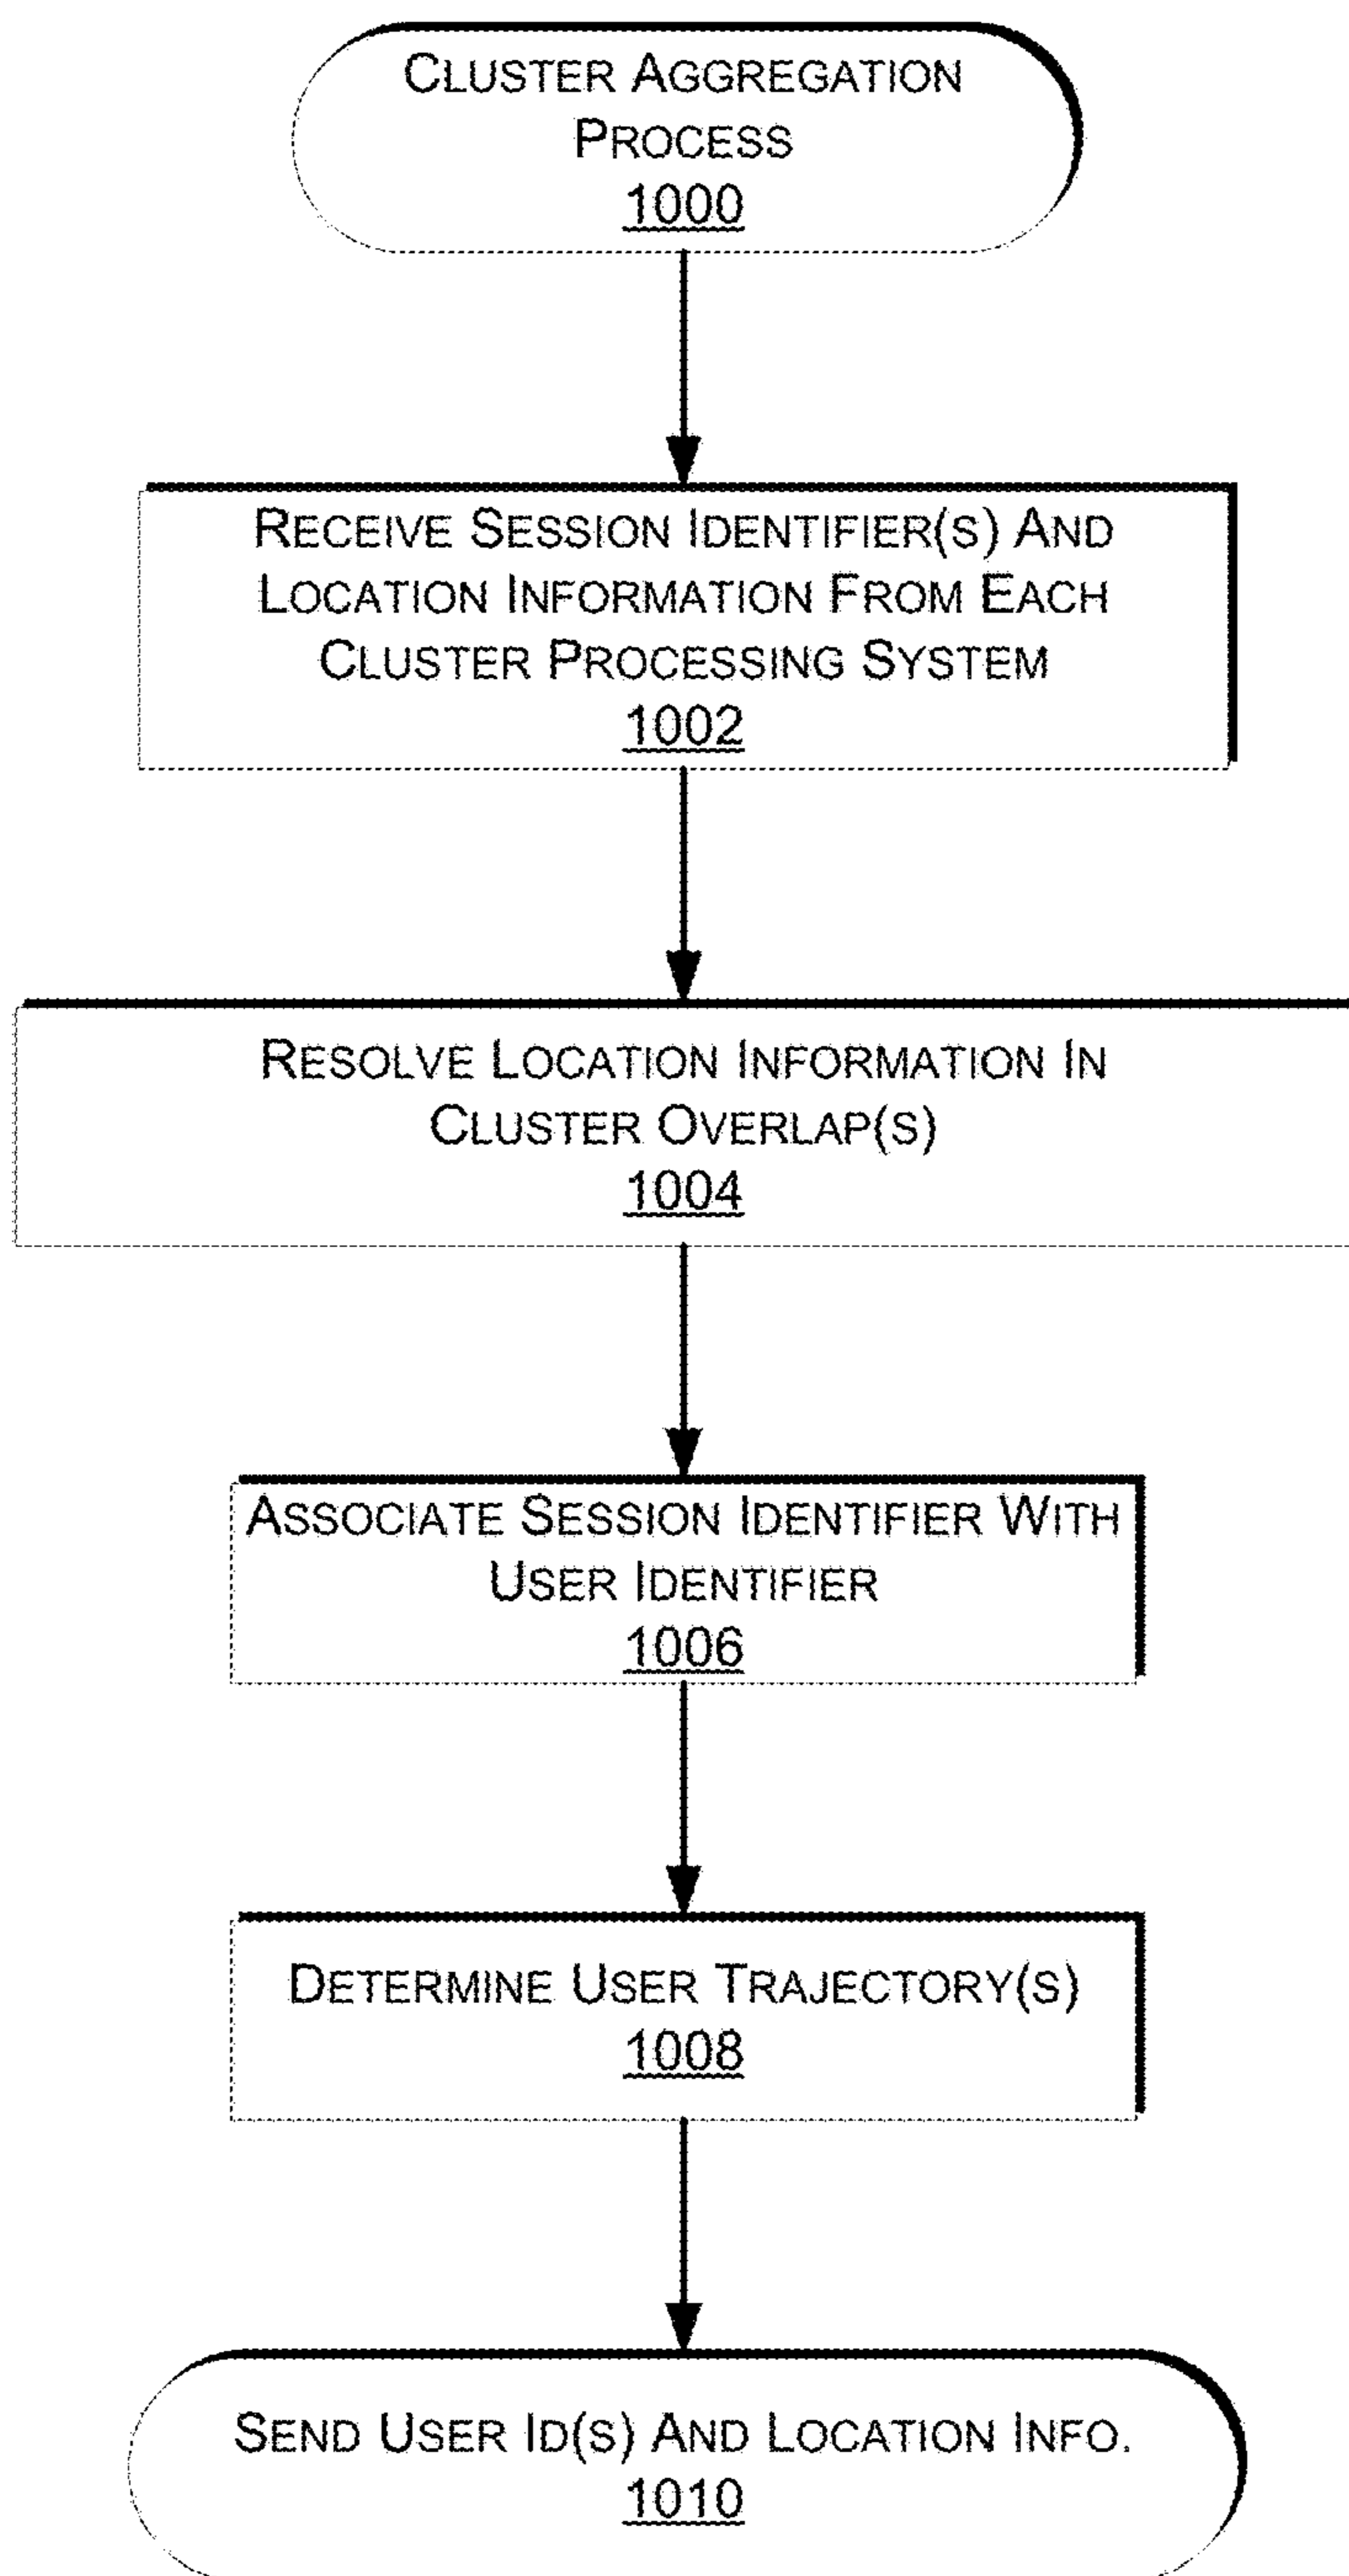 CLUSTER AGGREGATION
PROCESS
1000
RECEIVE SESSION IDENTIFIER(S) AND
LOCATION INFORMATION FROM EACH
CLUSTER PROCESSING SYSTEM
1002
RESOLVE LOCATION INFORMATION IN
CLUSTER OVERLAP(S)
1004
ASSOCIATE SESSION IDENTIFIER WITH
USER IDENTIFIER
1006
DETERMINE USER TRAJECTORY(S)
1008
SEND USER ID(S) AND LOCATION INFO.
1010